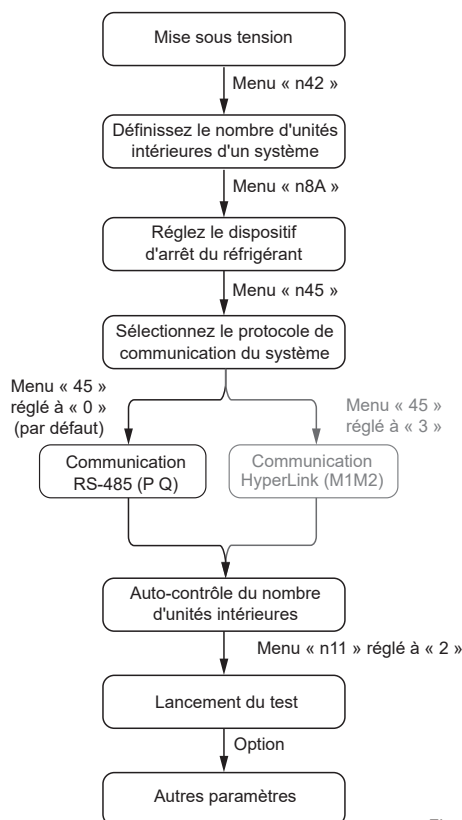 Mise sous tension
Menu « n42 »
Définissez le nombre d'unités
intérieures d'un système
Menu « n8A »
Réglez le dispositif
d'arrêt du réfrigérant
Menu « n45 »
Sélectionnez le protocole de
communication du système
Menu « 45 »
réglé à « 0 »
(par défaut)
Menu « 45 »
réglé à « 3 »
Communication
RS-485 (P Q)
Communication
HyperLink (M1M2)
Auto-contrôle du nombre
d'unités intérieures
Menu « n11 » réglé à « 2 »
Lancement du test
Option
Autres paramètres